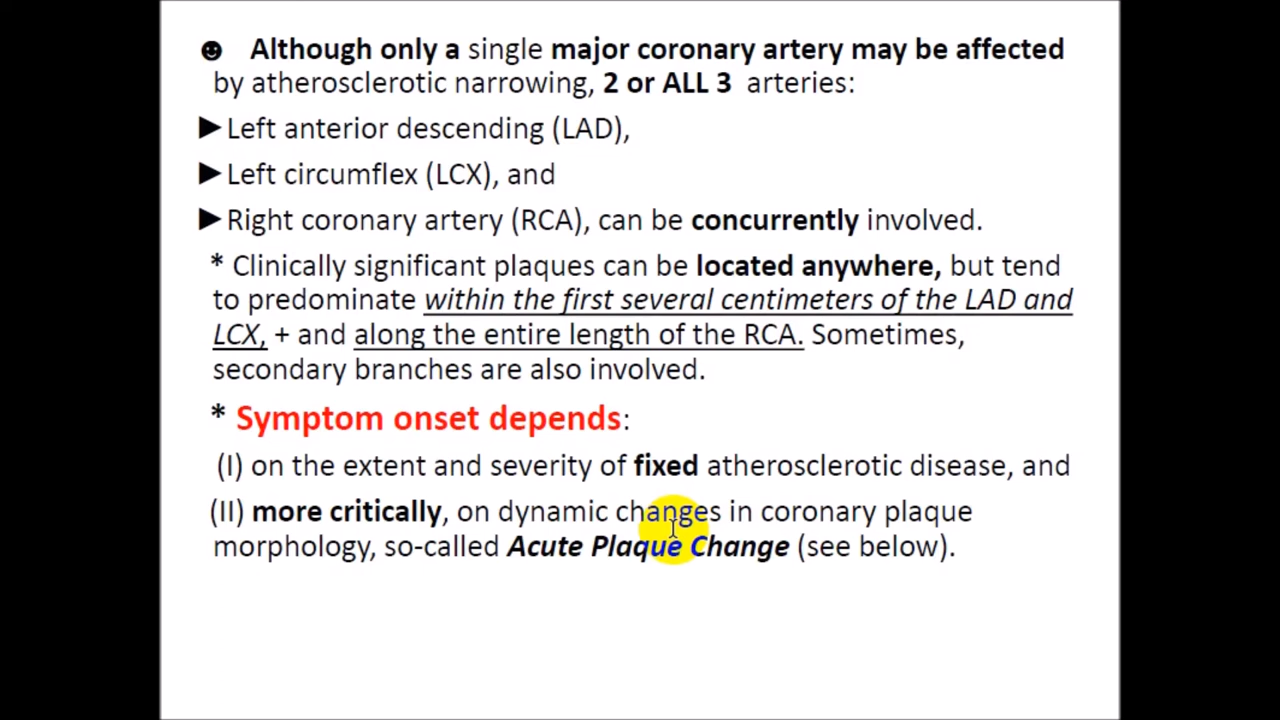 ☻ Although only a single major coronary artery may be affected
by atherosclerotic narrowing, 2 or ALL 3 arteries:
►Left anterior descending (LAD),
►Left circumflex (LCX), and
►Right coronary artery (RCA), can be concurrently involved.
* Clinically significant plaques can be located anywhere, but tend
to predominate within the first several centimeters of the LAD and
LCX, + and along the entire length of the RCA. Sometimes,
secondary branches are also involved.
* Symptom onset depends:
(I) on the extent and severity of fixed atherosclerotic disease, and
(II) more critically, on dynamic changes in coronary plaque
morphology, so-called Acute Plaque Change (see below).